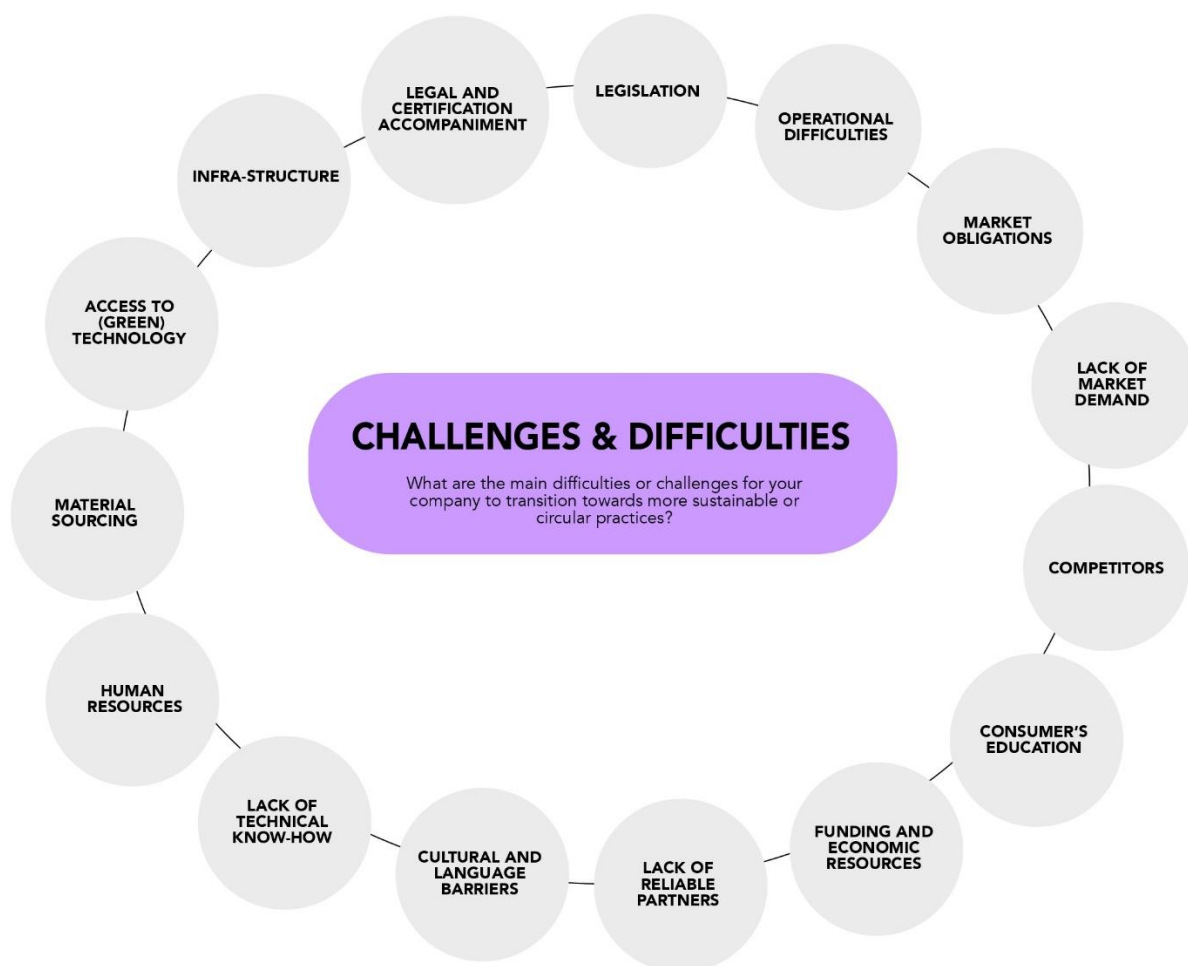 LEGAL AND
CERTIFICATION
ACCOMPANIMENT
LEGISLATION
OPERATIONAL
DIFFICULTIES
MARKET
OBLIGATIONS
LACK OF
MARKET
DEMAND
COMPETITORS
CONSUMER’S
EDUCATION
FUNDING AND
ECONOMIC
RESOURCES
LACK OF
RELIABLE
PARTNERS
CULTURAL AND
LANGUAGE
BARRIERS
LACK OF
TECHNICAL
KNOW-HOW
HUMAN
RESOURCES
MATERIAL
SOURCING
ACCESS TO
(GREEN)
TECHNOLOGY
INFRA-STRUCTURE
CHALLENGES & DIFFICULTIES
What are the main difficulties or challenges for your
company to transition towards more sustainable or
circular practices?